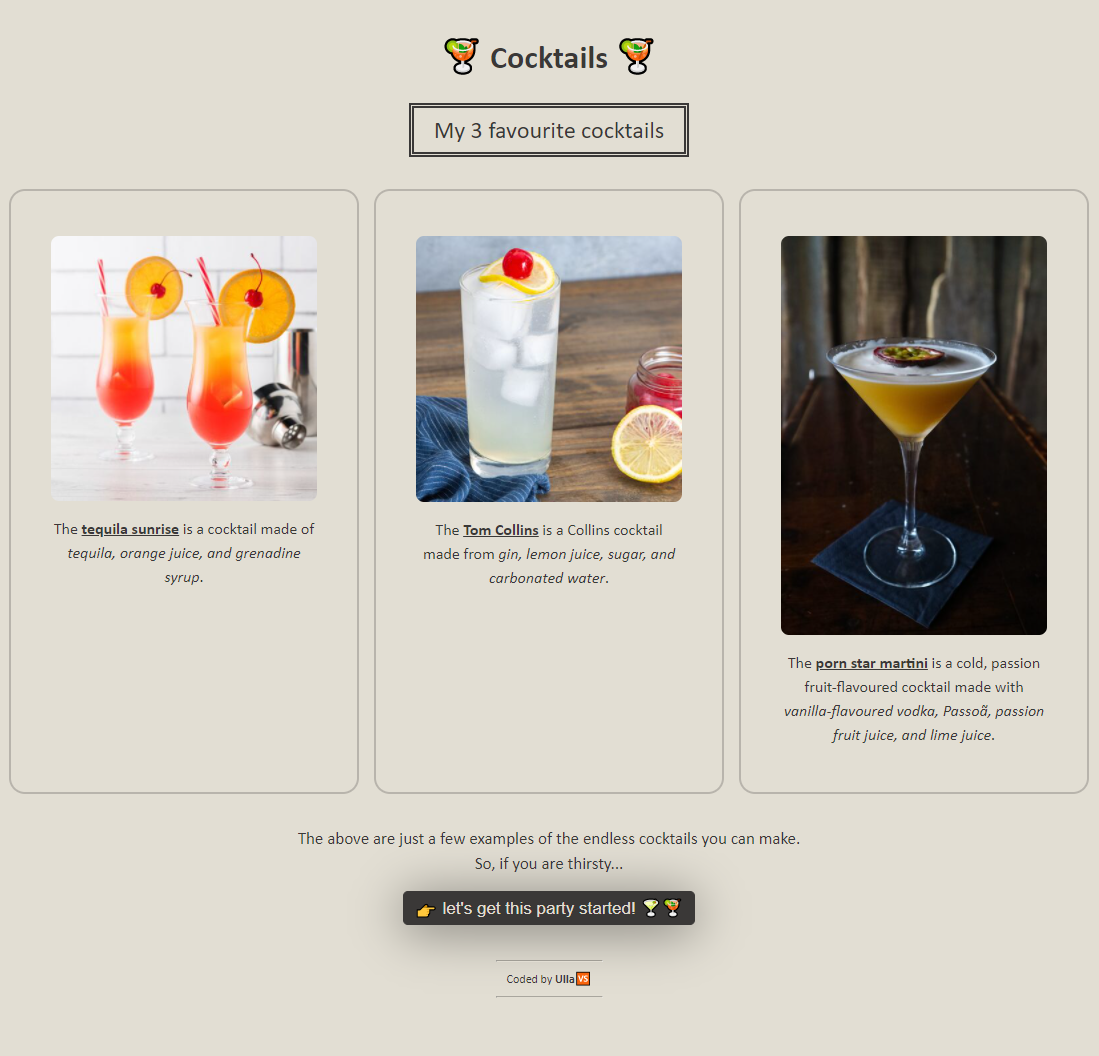 🍹 Cocktails 🍹
My 3 favourite cocktails
The tequila sunrise is a cocktail made of
tequila, orange juice, and grenadine
syrup.
The Tom Collins is a Collins cocktail
made from gin, lemon juice, sugar, and
carbonated water.
The porn star martini is a cold, passion
fruit-flavoured cocktail made with
vanilla-flavoured vodka, Passoã, passion
fruit juice, and lime juice.
The above are just a few examples of the endless cocktails you can make.
So, if you are thirsty...
👉 let's get this party started! 🍸🍹
Coded by Ulla🆚